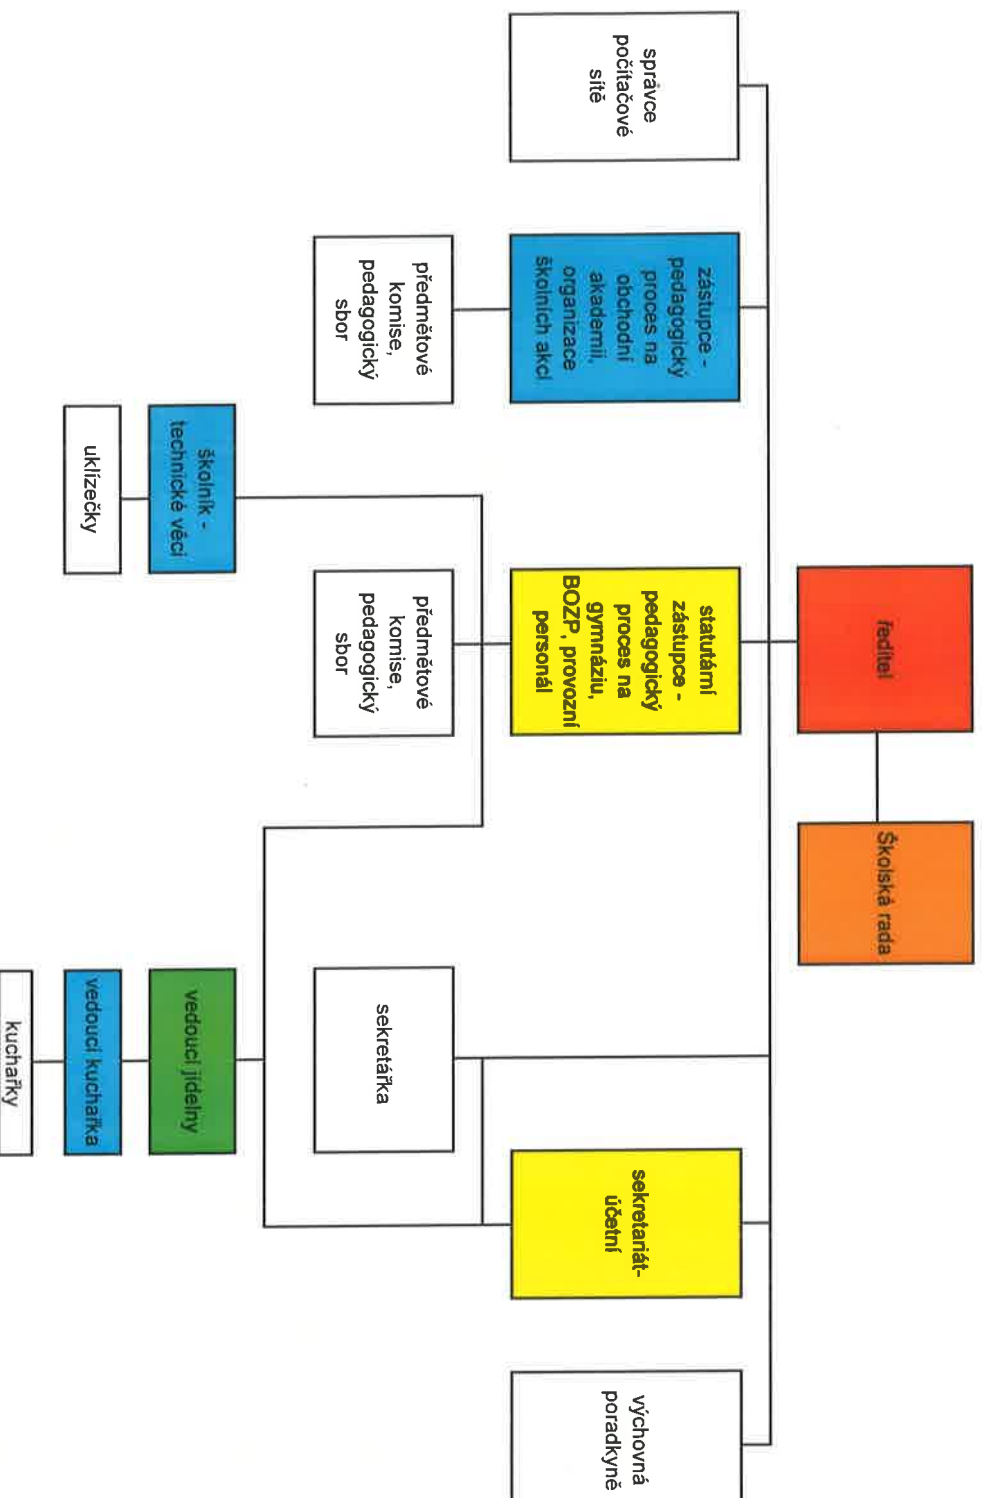 ředitel
Školská rada
správce
počítačové
sítě
zástupce -
pedagogický
proces na
obchodní
akademii,
organizace
školních akcí
statutární
zástupce -
pedagogický
proces na
gymnáziu,
BOZP, provozní
personál
sekretariát-
účetní
výchovná
poradkyně
předmětové
komise,
pedagogický
sbor
předmětové
komise,
pedagogický
sbor
sekretářka
školník -
technické věci
vedoucí jídelny
uklízečky
vedoucí kuchařka
kuchařky